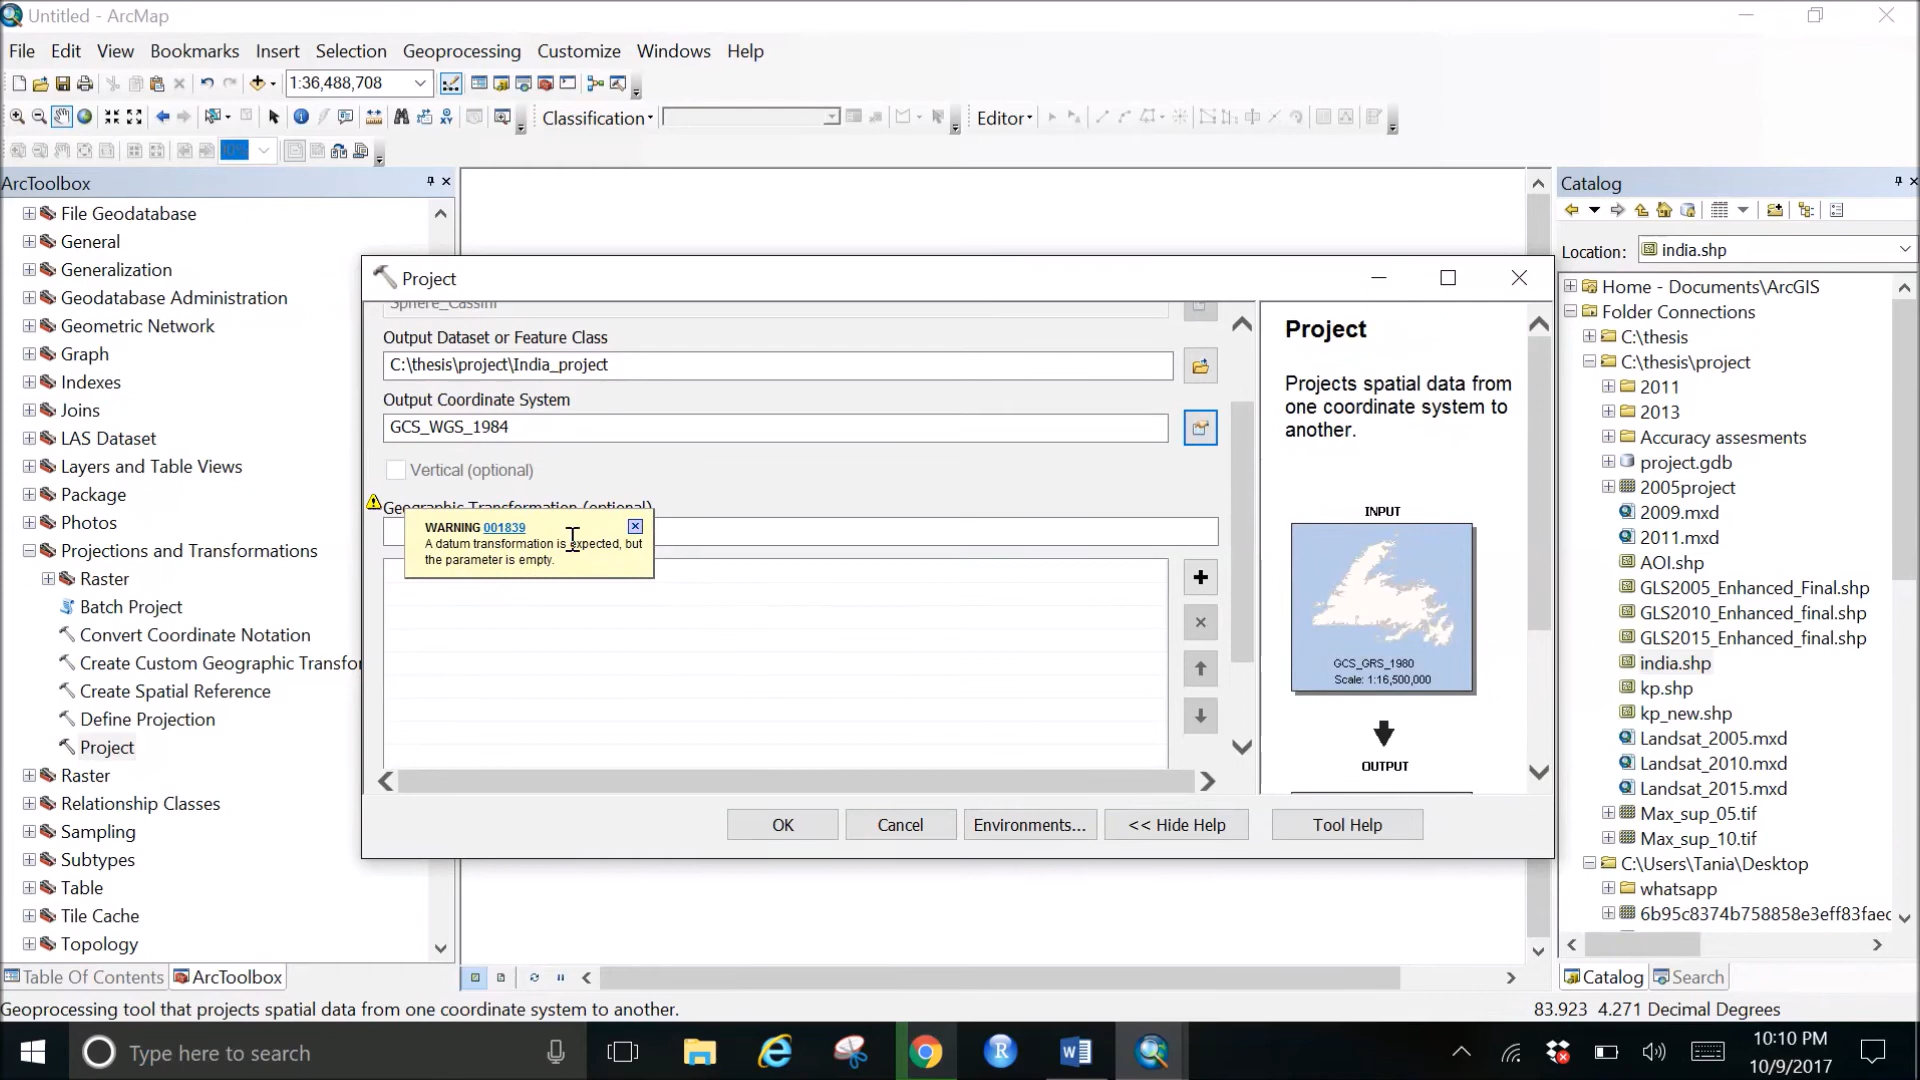 Untitled - ArcMap
File Edit View Bookmarks Insert Selection Geoprocessing Customize Windows Help
1:36,488,708
Classification Editor
ArcToolbox
File Geodatabase
General
Generalization
Geodatabase Administration
Geometric Network
Graph
Indexes
Joins
LAS Dataset
Layers and Table Views
Package
Photos
Projections and Transformations
Raster
Batch Project
Convert Coordinate Notation
Create Custom Geographic Transfor
Create Spatial Reference
Define Projection
Project
Raster
Relationship Classes
Sampling
Subtypes
Table
Tile Cache
Topology
Table Of Contents ArcToolbox
Project
Sphere_Cassini
Output Dataset or Feature Class
C:\thesis\project\India_project
Output Coordinate System
GCS_WGS_1984
Vertical (optional)
Geographic Transformation (optional)
WARNING 001839
A datum transformation is expected, but
the parameter is empty.
OK Cancel Environments... << Hide Help Tool Help
Project
Projects spatial data from
one coordinate system to
another.
INPUT
GCS_GRS_1980
Scale: 1:16,500,000
OUTPUT
Catalog
Location: india.shp
Home - Documents\ArcGIS
Folder Connections
C:\thesis
C:\thesis\project
2011
2013
Accuracy assesments
project.gdb
2005project
2009.mxd
2011.mxd
AOI.shp
GLS2005_Enhanced_Final.shp
GLS2010_Enhanced_final.shp
GLS2015_Enhanced_final.shp
india.shp
kp.shp
kp_new.shp
Landsat_2005.mxd
Landsat_2010.mxd
Landsat_2015.mxd
Max_sup_05.tif
Max_sup_10.tif
C:\Users\Tania\Desktop
whatsapp
6b95c8374b758858e3eff83faec
Catalog Search
Geoprocessing tool that projects spatial data from one coordinate system to another.
83.923 4.271 Decimal Degrees
Type here to search
10:10 PM
10/9/2017